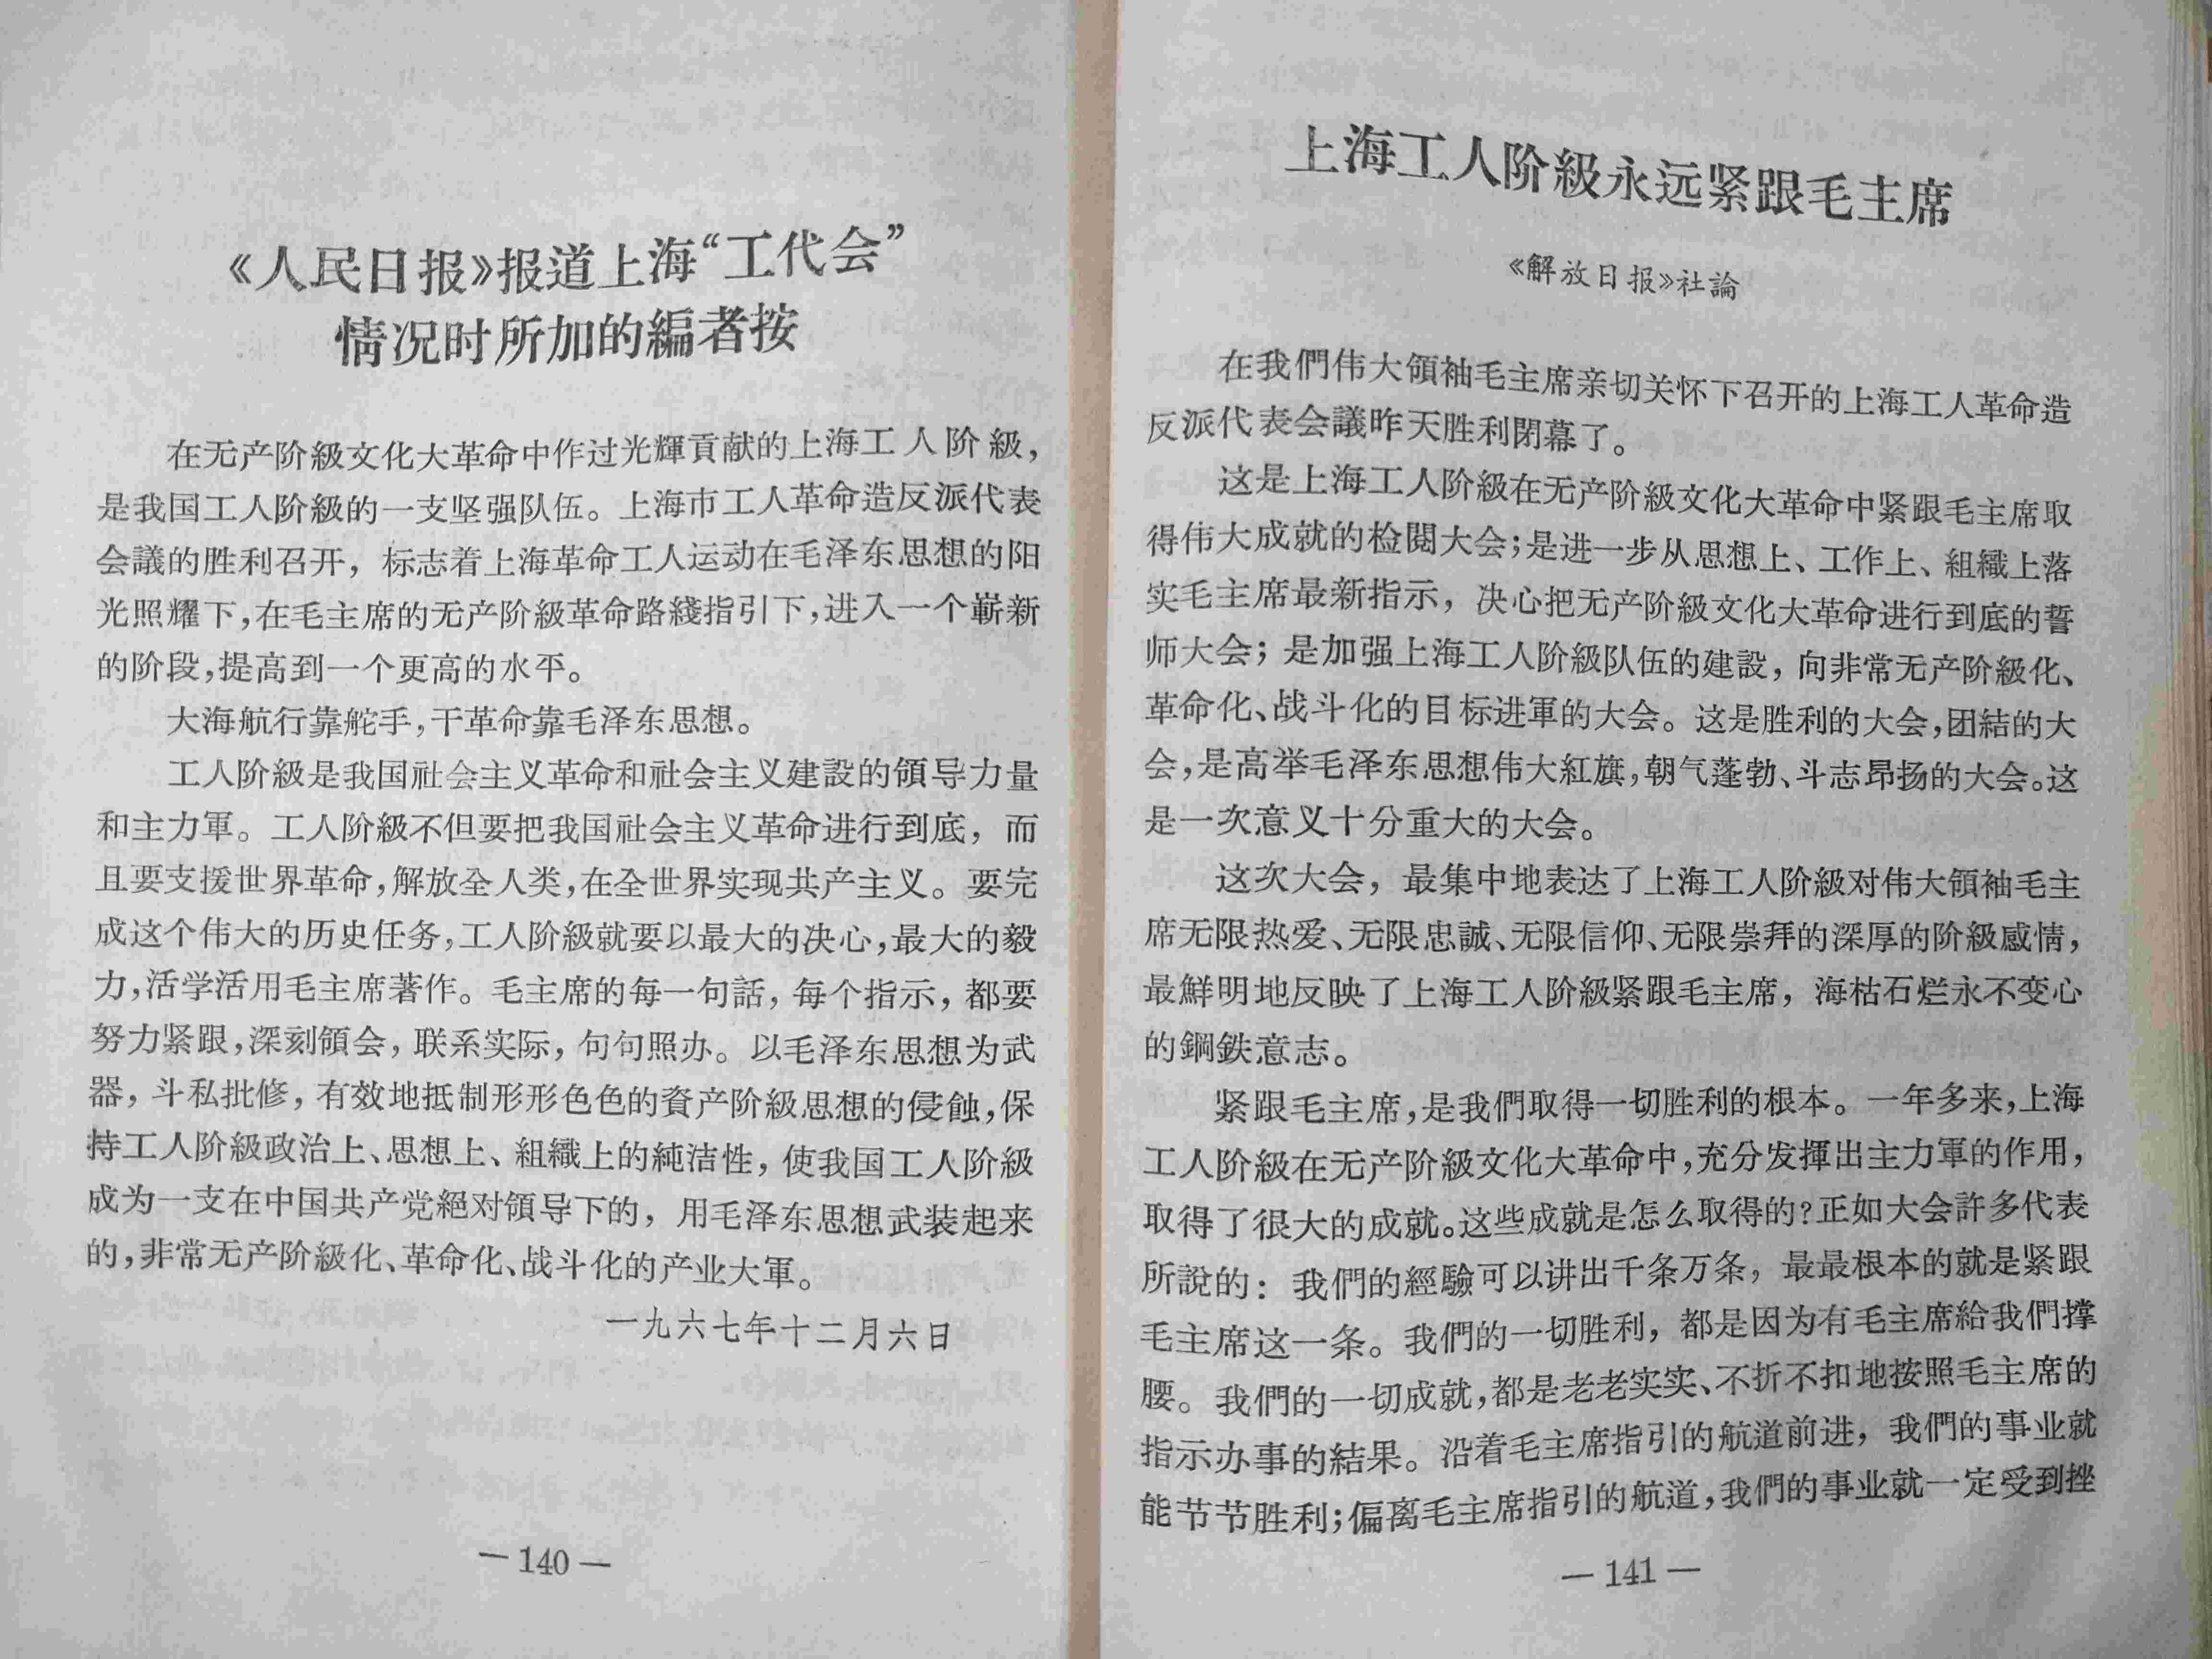 《人民日报》报道上海“工代会”
情况时所加的編者按
在无产阶級文化大革命中作过光輝貢献的上海工人阶級，
是我国工人阶級的一支坚强队伍。上海市工人革命造反派代表
会議的胜利召开，标志着上海革命工人运动在毛泽东思想的阳
光照耀下，在毛主席的无产阶級革命路綫指引下，进入一个嶄新
的阶段，提高到一个更高的水平。
大海航行靠舵手，干革命靠毛泽东思想。
工人阶級是我国社会主义革命和社会主义建設的領导力量
和主力軍。工人阶級不但要把我国社会主义革命进行到底，而
且要支援世界革命，解放全人类，在全世界实现共产主义。要完
成这个伟大的历史任务，工人阶級就要以最大的决心，最大的毅
力，活学活用毛主席著作。毛主席的每一句話，每个指示，都要
努力紧跟，深刻領会，联系实际，句句照办。以毛泽东思想为武
器，斗私批修，有效地抵制形形色色的資产阶級思想的侵蝕，保
持工人阶級政治上、思想上、組織上的純洁性，使我国工人阶級
成为一支在中国共产党絕对領导下的，用毛泽东思想武装起来
的，非常无产阶級化、革命化、战斗化的产业大軍。
一九六七年十二月六日
—140—
上海工人阶級永远紧跟毛主席
《解放日报》社論
在我們伟大領袖毛主席亲切关怀下召开的上海工人革命造
反派代表会議昨天胜利閉幕了。
这是上海工人阶級在无产阶級文化大革命中紧跟毛主席取
得伟大成就的检閱大会；是进一步从思想上、工作上、組織上落
实毛主席最新指示，决心把无产阶級文化大革命进行到底的誓
师大会；是加强上海工人阶級队伍的建設，向非常无产阶級化、
革命化、战斗化的目标进軍的大会。这是胜利的大会，团結的大
会，是高举毛泽东思想伟大紅旗，朝气蓬勃、斗志昂扬的大会。这
是一次意义十分重大的大会。
这次大会，最集中地表达了上海工人阶級对伟大領袖毛主
席无限热爱、无限忠誠、无限信仰、无限崇拜的深厚的阶級感情，
最鮮明地反映了上海工人阶級紧跟毛主席，海枯石烂永不变心
的鋼鉄意志。
紧跟毛主席，是我們取得一切胜利的根本。一年多来，上海
工人阶級在无产阶級文化大革命中，充分发揮出主力軍的作用，
取得了很大的成就。这些成就是怎么取得的？正如大会許多代表
所說的：我們的經驗可以讲出千条万条，最最根本的就是紧跟
毛主席这一条。我們的一切胜利，都是因为有毛主席給我們撑
腰。我們的一切成就，都是老老实实、不折不扣地按照毛主席的
指示办事的結果。沿着毛主席指引的航道前进，我們的事业就
能节节胜利；偏离毛主席指引的航道，我們的事业就一定受到挫
—141—